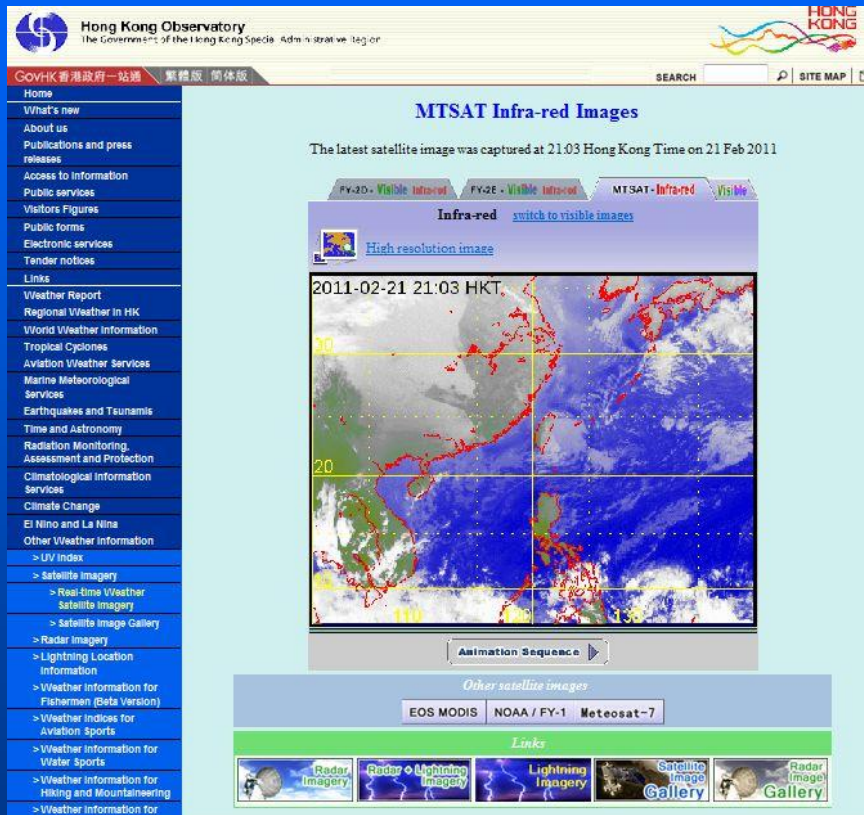 Hong Kong Observatory
The Government of the Hong Kong Special Administrative Region
HONG
KONG
GOVHK香港政府一站通
繁體版
简体版
SEARCH
SITE MAP
Home
What's new
About us
Publications and press
releases
Access to Information
Public services
Visitors Figures
Public forms
Electronic services
Tender notices
Links
Weather Report
Regional Weather in HK
World Weather Information
Tropical Cyclones
Aviation Weather Services
Marine Meteorological
Services
Earthquakes and Tsunamis
Time and Astronomy
Radiation Monitoring,
Assessment and Protection
Climatological Information
Services
Climate Change
El Nino and La Nina
Other Weather Information
> UV Index
> Satellite Imagery
> Real-time Weather
Satellite Imagery
> Satellite Image Gallery
> Radar Imagery
> Lightning Location
Information
> Weather Information for
Fishermen (Beta Version)
> Weather Indices for
Aviation Sports
> Weather Information for
Water Sports
> Weather Information for
Hiking and Mountaineering
> Weather Information for
MTSAT Infra-red Images
The latest satellite image was captured at 21:03 Hong Kong Time on 21 Feb 2011
FY-2D - Visible Infra-red
FY-2E - Visible Infra-red
MTSAT - Infra-red
Visible
Infra-red switch to visible images
High resolution image
2011-02-21 21:03 HKT
30
20
110
120
130
Animation Sequence
Other satellite images
EOS MODIS
NOAA / FY-1
Meteosat-7
Links
Radar
Imagery
Radar + Lightning
Imagery
Lightning
Imagery
Satellite
Image
Gallery
Radar
Image
Gallery